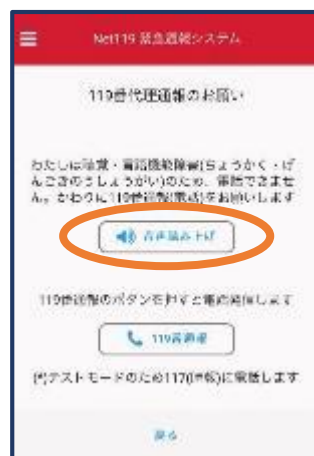 Net119 緊急通報システム
119番代理通報のお願い
わたしは聴覚・言語機能障害(ちょうかく・げ
んごきのうしょうがい)のため、電話できませ
ん。かわりに119番通報(電話)をお願いします
音声読み上げ
119番通報のボタンを押すと電話発信します
119番通報
(*)テストモードのため117(時報)に電話します
戻る